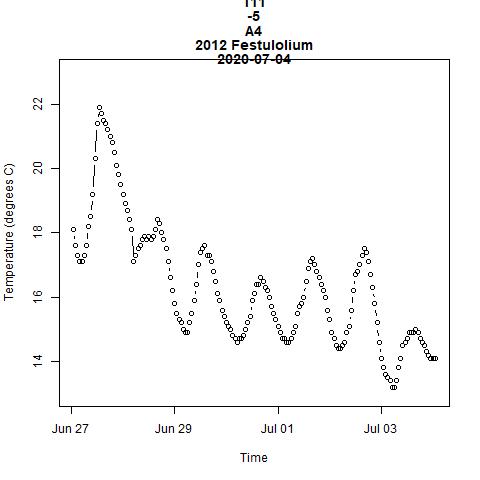 T11
-5
A4
2012 Festulolium
2020-07-04
Temperature (degrees C)
22
20
18
16
14
Jun 27
Jun 29
Jul 01
Jul 03
Time